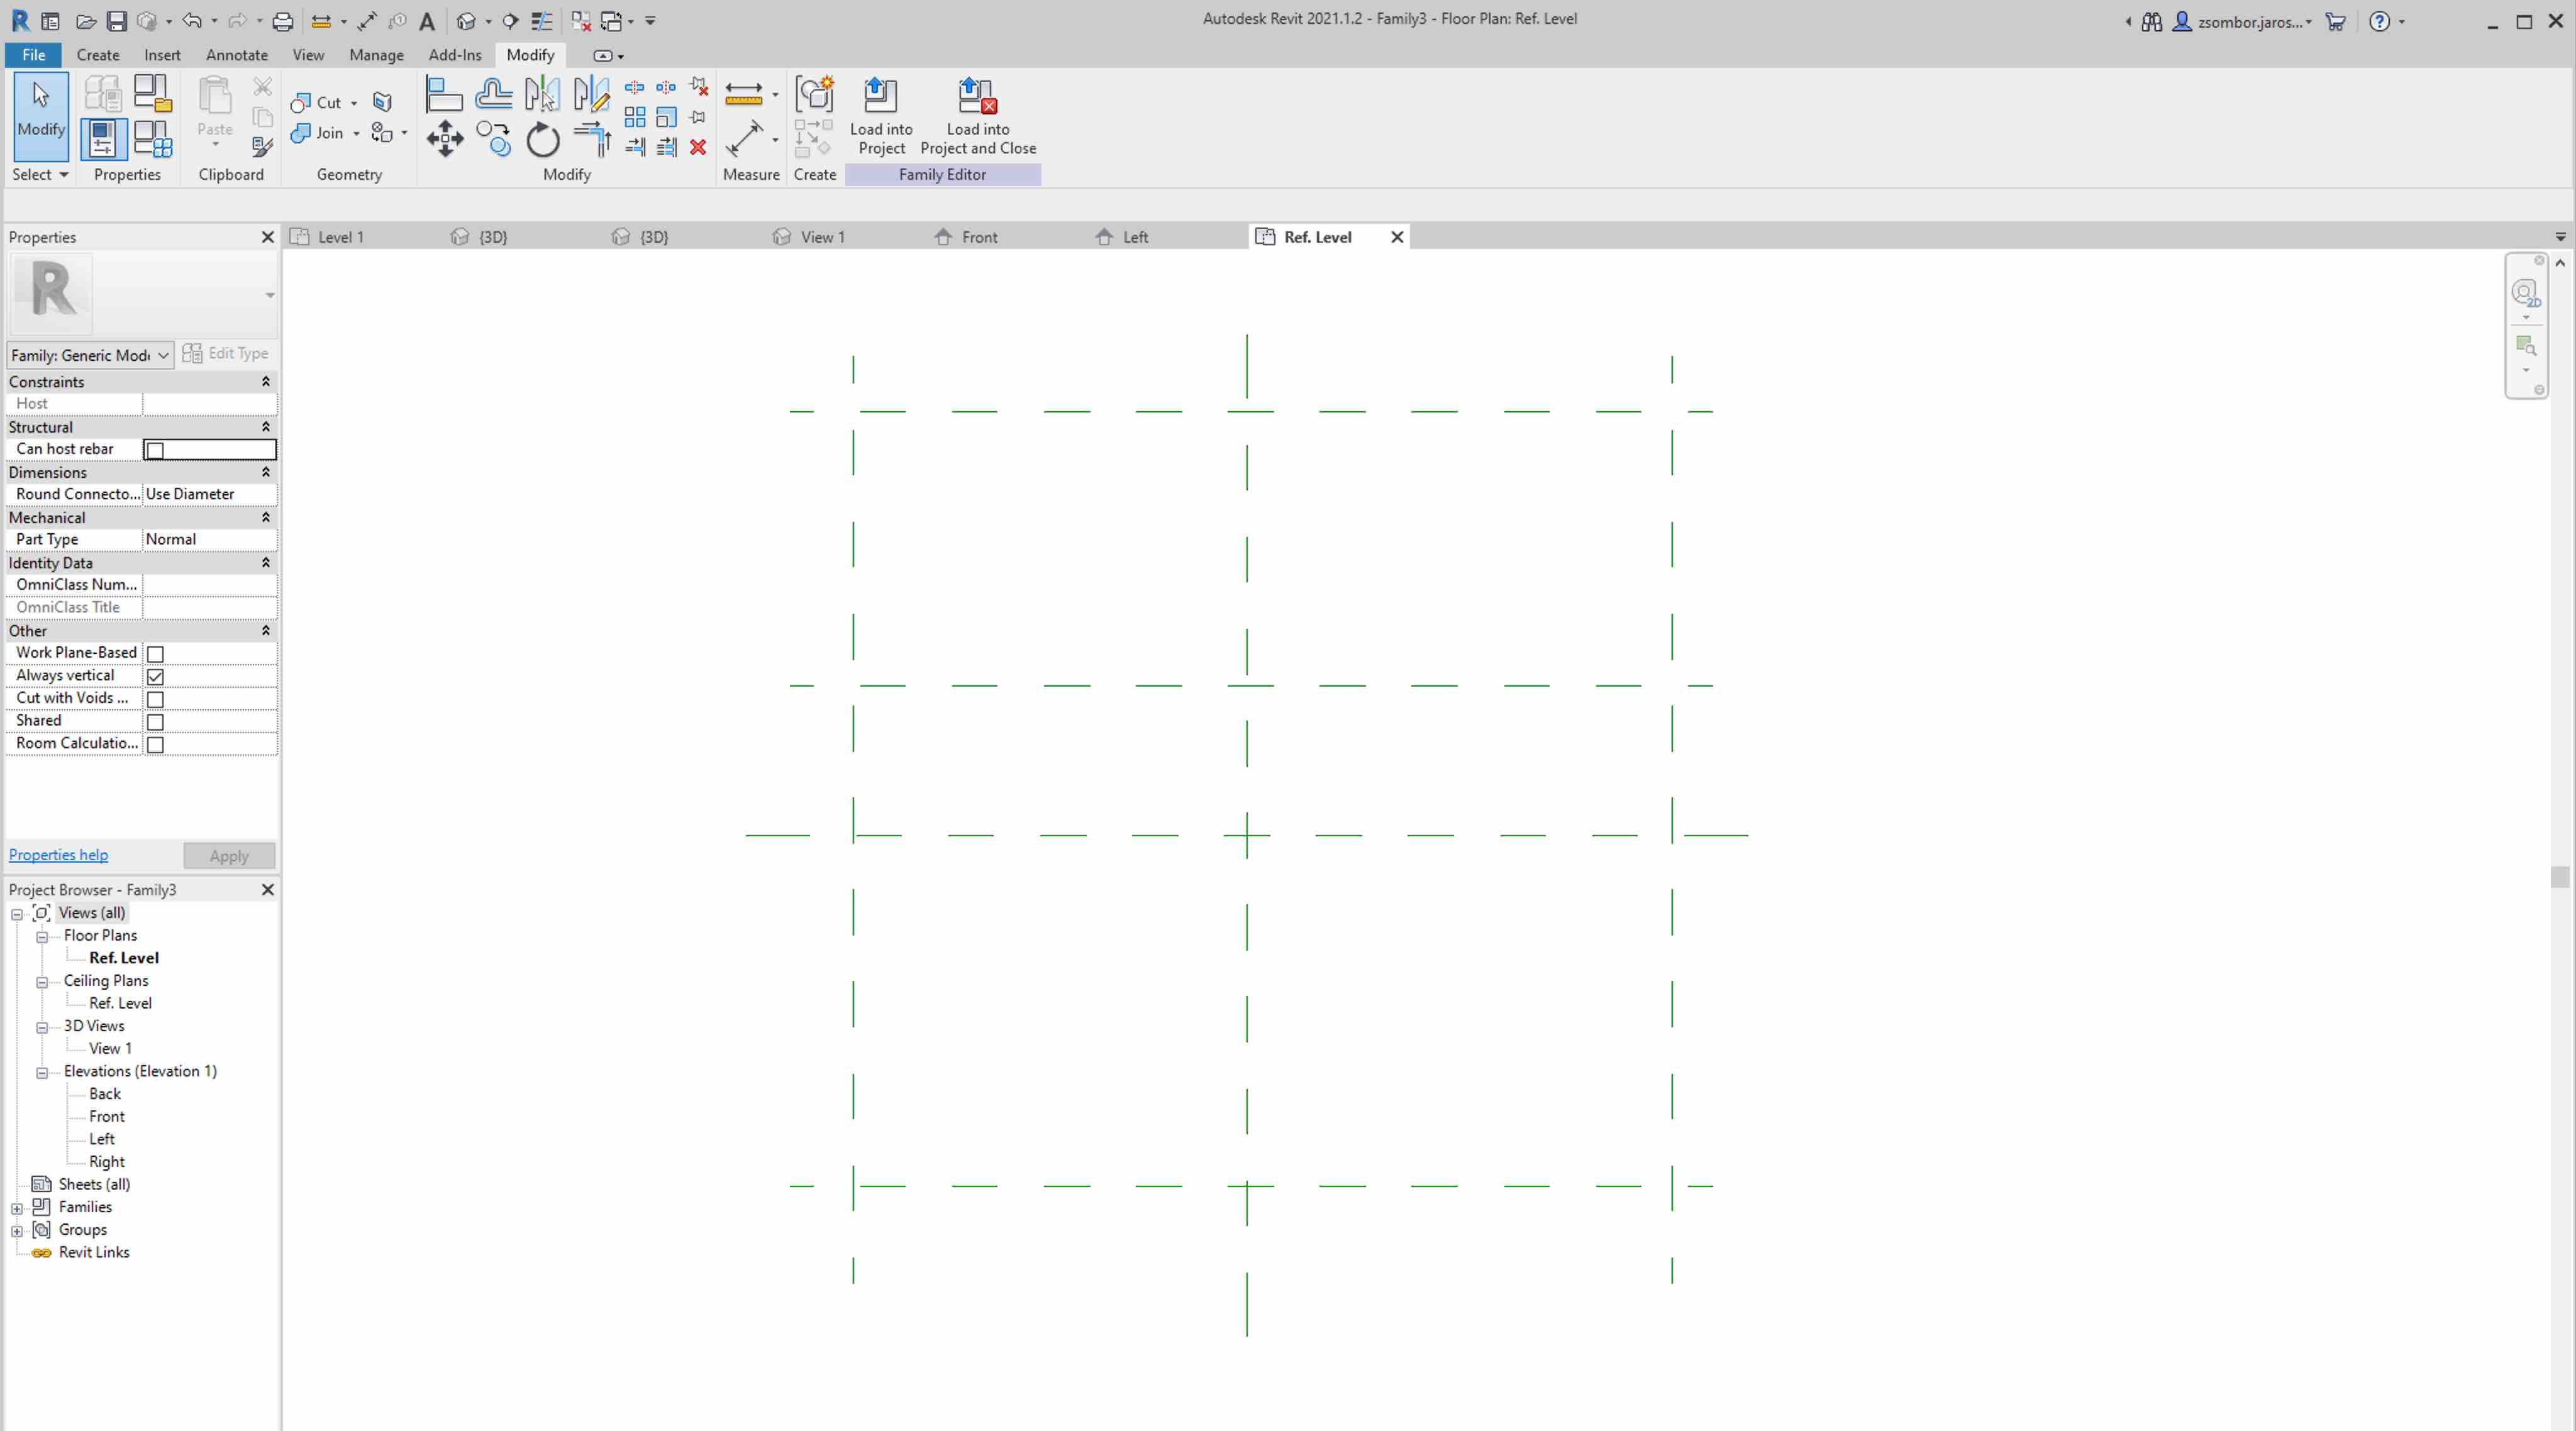 Autodesk Revit 2021.1.2 - Family3 - Floor Plan: Ref. Level
zsombor.jaros...
File Create Insert Annotate View Manage Add-Ins Modify
Modify
Paste
Cut
Join
Load into Project
Load into Project and Close
Select Properties Clipboard Geometry Modify Measure Create Family Editor
Properties
Level 1 {3D} {3D} View 1 Front Left Ref. Level
2D
Family: Generic Mod Edit Type
Constraints
Host
Structural
Can host rebar
Dimensions
Round Connecto... Use Diameter
Mechanical
Part Type Normal
Identity Data
OmniClass Num...
OmniClass Title
Other
Work Plane-Based
Always vertical
Cut with Voids ...
Shared
Room Calculatio...
Properties help Apply
Project Browser - Family3
Views (all)
Floor Plans
Ref. Level
Ceiling Plans
Ref. Level
3D Views
View 1
Elevations (Elevation 1)
Back
Front
Left
Right
Sheets (all)
Families
Groups
Revit Links